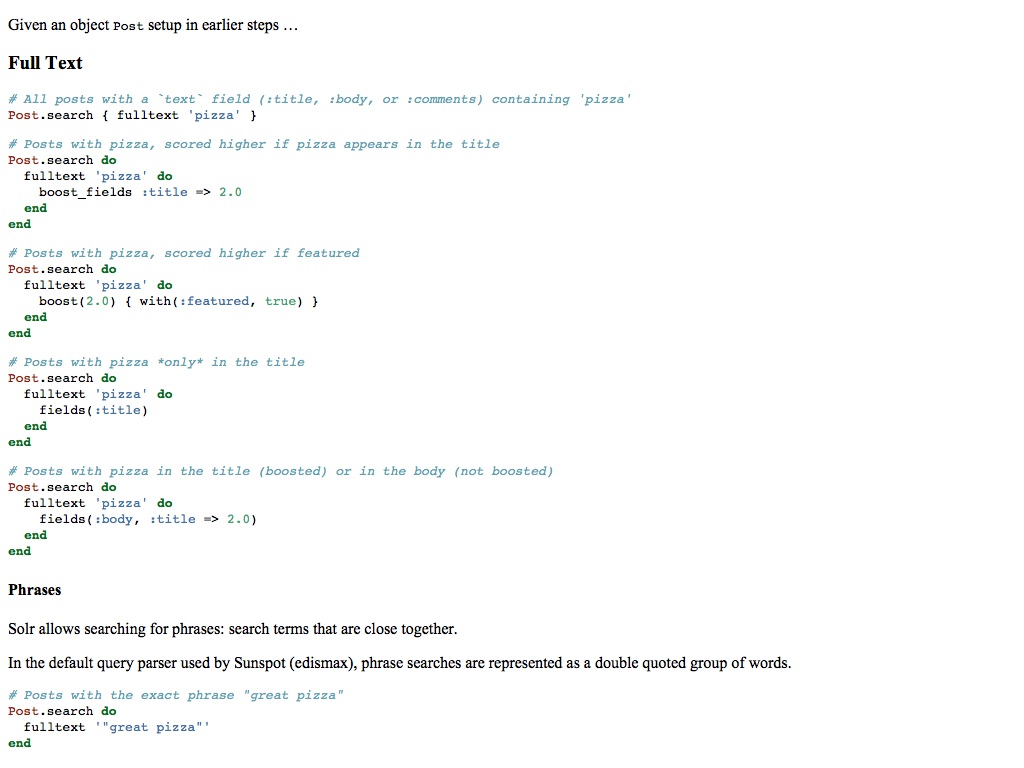 Given an object Post setup in earlier steps …
Full Text
# All posts with a `text` field (:title, :body, or :comments) containing 'pizza'
Post.search { fulltext 'pizza' }
# Posts with pizza, scored higher if pizza appears in the title
Post.search do
  fulltext 'pizza' do
    boost_fields :title => 2.0
  end
end
# Posts with pizza, scored higher if featured
Post.search do
  fulltext 'pizza' do
    boost(2.0) { with(:featured, true) }
  end
end
# Posts with pizza *only* in the title
Post.search do
  fulltext 'pizza' do
    fields(:title)
  end
end
# Posts with pizza in the title (boosted) or in the body (not boosted)
Post.search do
  fulltext 'pizza' do
    fields(:body, :title => 2.0)
  end
end
Phrases
Solr allows searching for phrases: search terms that are close together.
In the default query parser used by Sunspot (edismax), phrase searches are represented as a double quoted group of words.
# Posts with the exact phrase "great pizza"
Post.search do
  fulltext '"great pizza"'
end